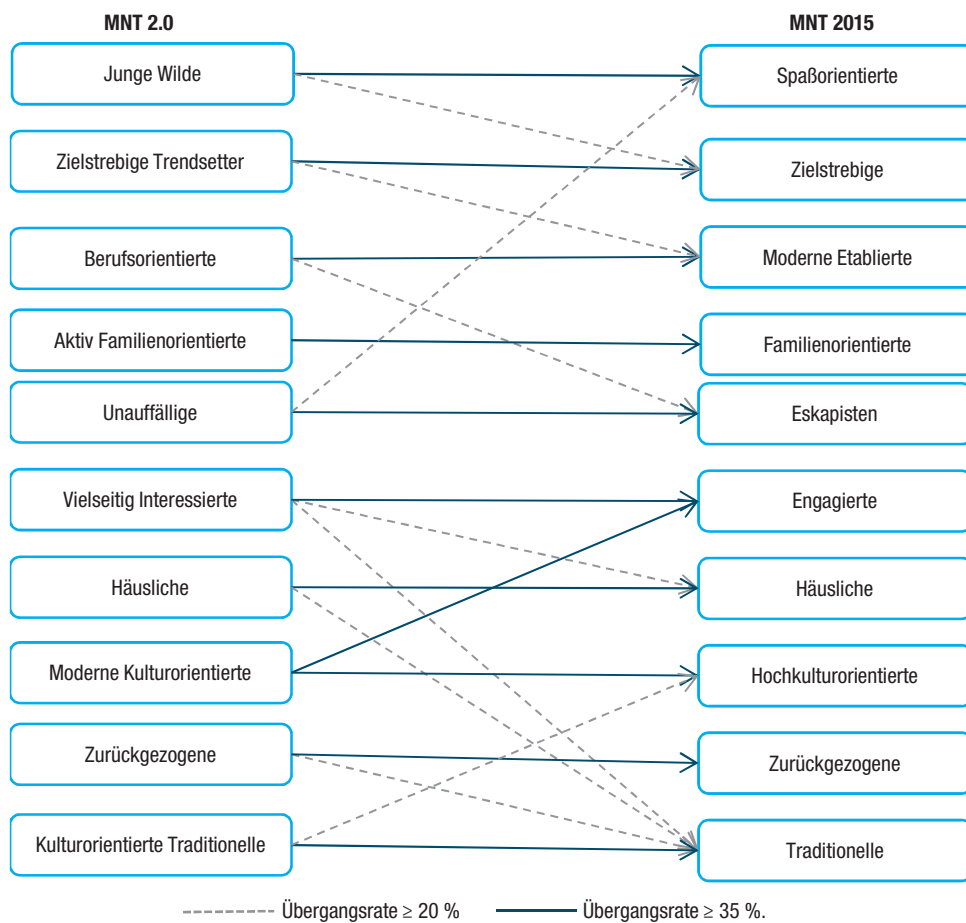 MNT 2.0
MNT 2015
Junge Wilde
Spaßorientierte
Zielstrebige Trendsetter
Zielstrebige
Berufsorientierte
Moderne Etablierte
Aktiv Familienorientierte
Familienorientierte
Unauffällige
Eskapisten
Vielseitig Interessierte
Engagierte
Häusliche
Häusliche
Moderne Kulturorientierte
Hochkulturorientierte
Zurückgezogene
Zurückgezogene
Kulturorientierte Traditionelle
Traditionelle
Übergangsrate ≥ 20 %
Übergangsrate ≥ 35 %.